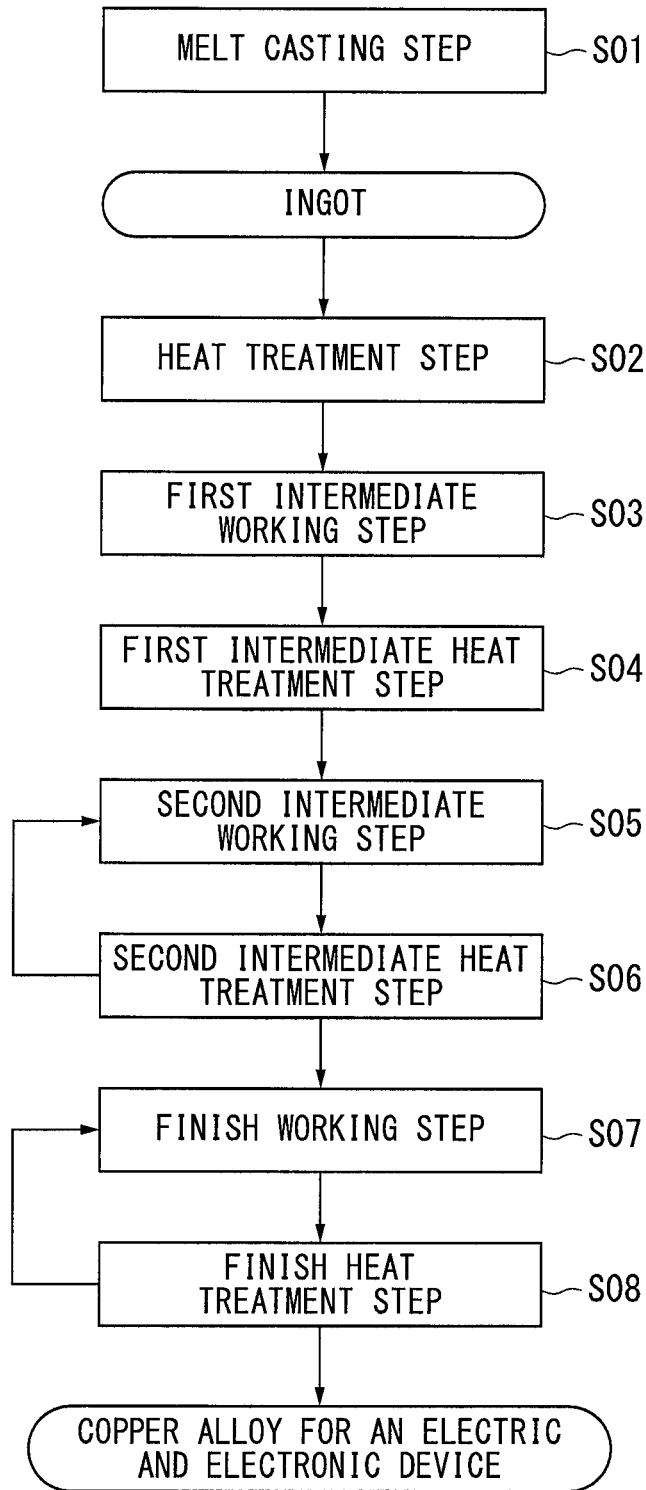 MELT CASTING STEP
S01
INGOT
HEAT TREATMENT STEP
S02
FIRST INTERMEDIATE
WORKING STEP
S03
FIRST INTERMEDIATE HEAT
TREATMENT STEP
S04
SECOND INTERMEDIATE
WORKING STEP
S05
SECOND INTERMEDIATE HEAT
TREATMENT STEP
S06
FINISH WORKING STEP
S07
FINISH HEAT
TREATMENT STEP
S08
COPPER ALLOY FOR AN ELECTRIC
AND ELECTRONIC DEVICE